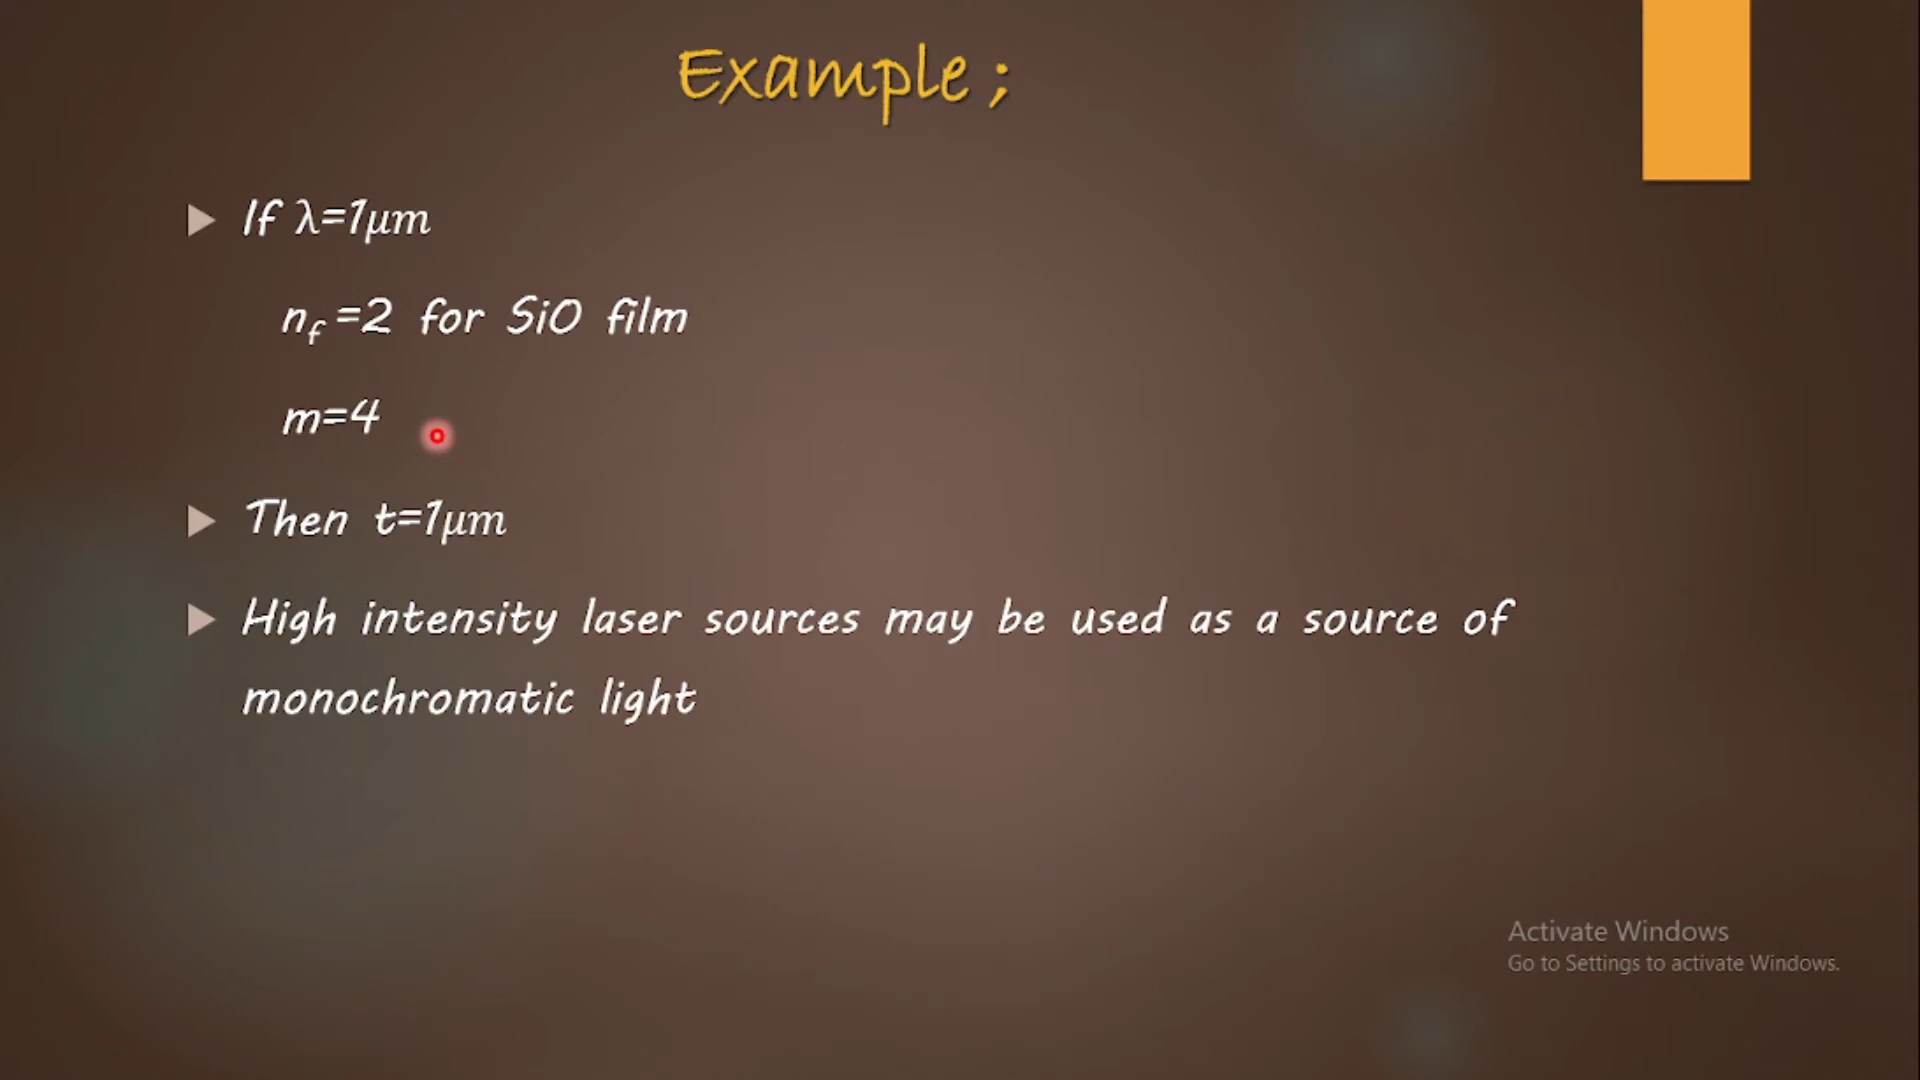 Example ;
If λ=1μm
nf =2 for SiO film
m=4
Then t=1μm
High intensity laser sources may be used as a source of
monochromatic light
Activate Windows
Go to Settings to activate Windows.